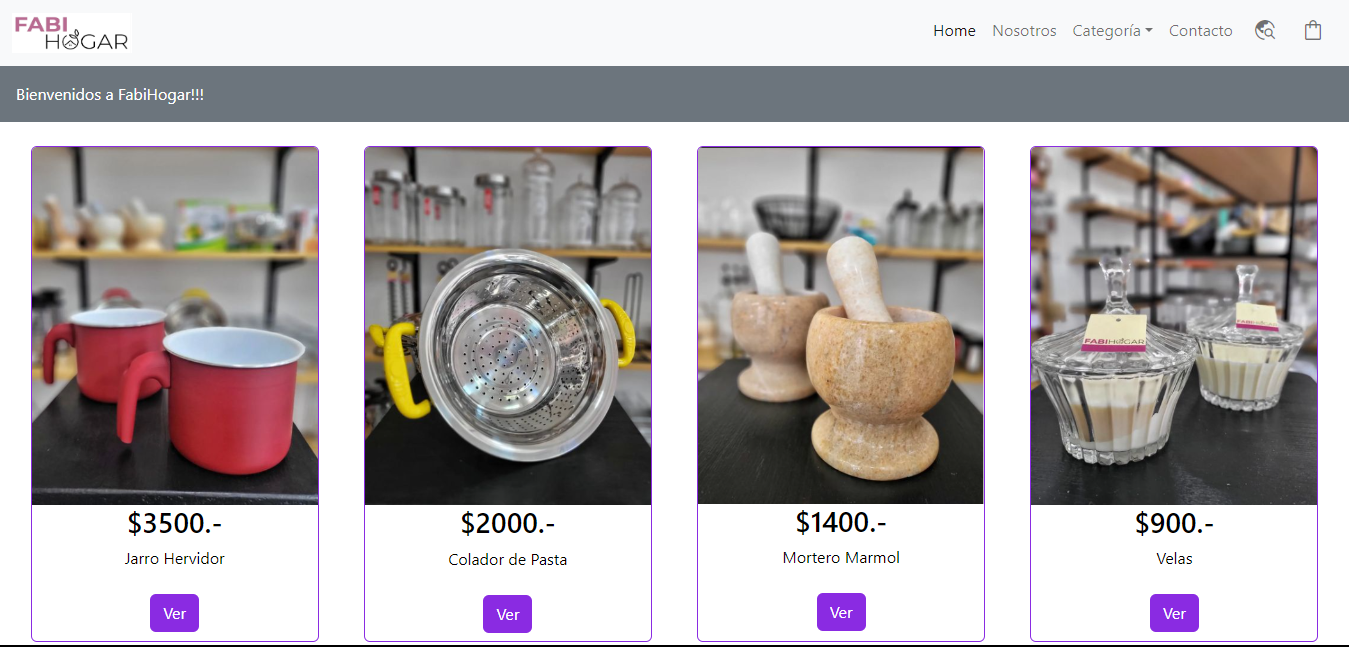 FABI
HOGAR
Home Nosotros Categoría Contacto
Bienvenidos a FabiHogar!!!
FABIHOGAR
FABIHOGAR
$3500.- $2000.- $1400.- $900.-
Jarro Hervidor Colador de Pasta Mortero Marmol Velas
Ver Ver Ver Ver